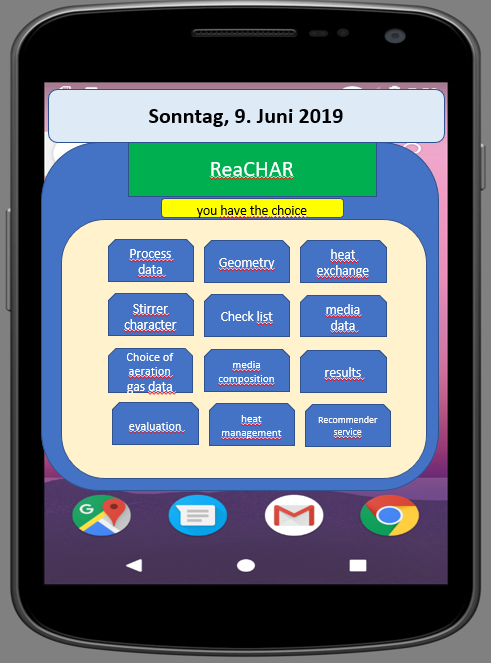 Sonntag, 9. Juni 2019
ReaCHAR
you have the choice
Process
data
Geometry
heat
exchange
Stirrer
character
Check list
media
data
Choice of
aeration
gas data
media
composition
results
evaluation
heat
management
Recommender
service
G